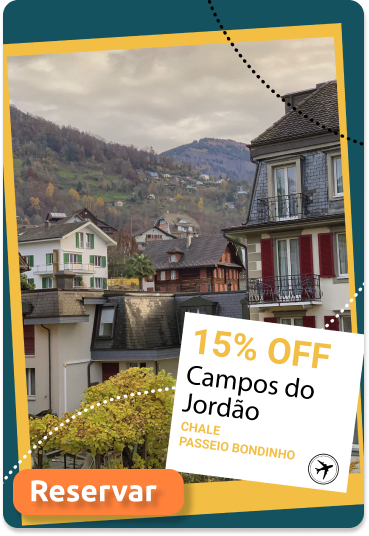 15% OFF
Campos do
Jordão
CHALE
PASSEIO BONDINHO
Reservar